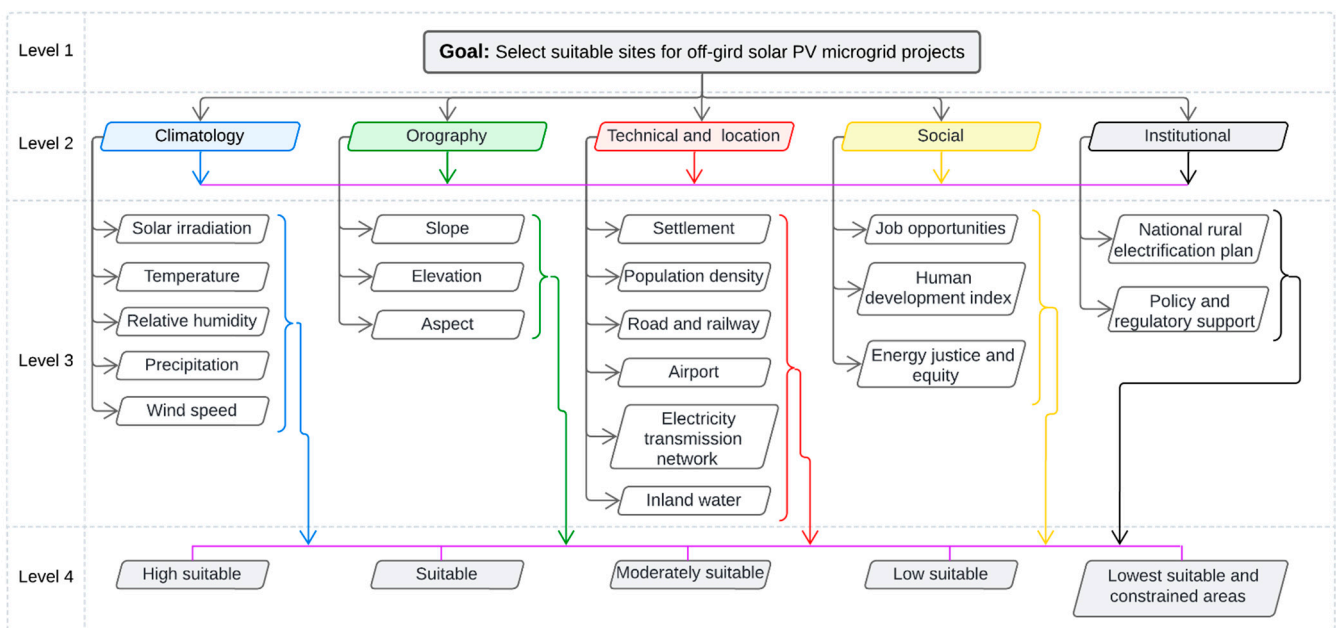 Level 1
Goal: Select suitable sites for off-gird solar PV microgrid projects
Level 2
Climatology
Orography
Technical and location
Social
Institutional
Level 3
Solar irradiation
Temperature
Relative humidity
Precipitation
Wind speed
Slope
Elevation
Aspect
Settlement
Population density
Road and railway
Airport
Electricity
transmission
network
Inland water
Job opportunities
Human
development index
Energy justice and
equity
National rural
electrification plan
Policy and
regulatory support
Level 4
High suitable
Suitable
Moderately suitable
Low suitable
Lowest suitable and
constrained areas